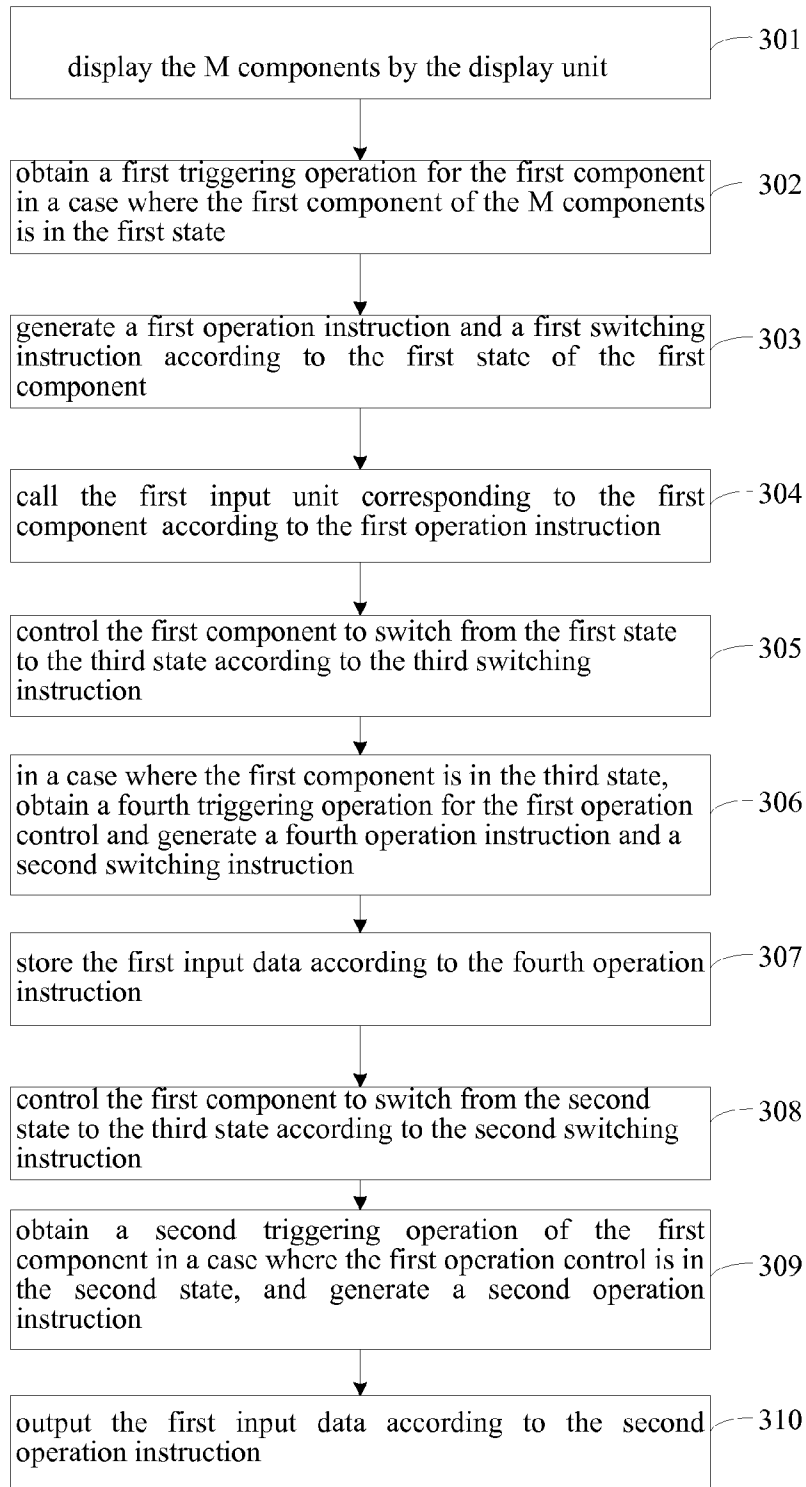 display the M components by the display unit
301
obtain a first triggering operation for the first component
in a case where the first component of the M components
is in the first state
302
generate a first operation instruction and a first switching
instruction according to the first state of the first
component
303
call the first input unit corresponding to the first
component according to the first operation instruction
304
control the first component to switch from the first state
to the third state according to the third switching
instruction
305
in a case where the first component is in the third state,
obtain a fourth triggering operation for the first operation
control and generate a fourth operation instruction and a
second switching instruction
306
store the first input data according to the fourth operation
instruction
307
control the first component to switch from the second
state to the third state according to the second switching
instruction
308
obtain a second triggering operation of the first
component in a case where the first operation control is in
the second state, and generate a second operation
instruction
309
output the first input data according to the second
operation instruction
310